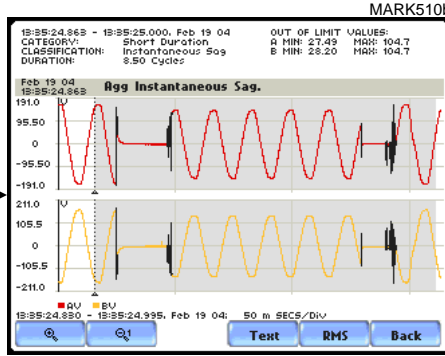 MARK510
13:35:24.863 - 13:35:25.000, Feb 19 04 OUT OF LIMIT VALUES:
CATEGORY: Short Duration A MIN: 27.49 MAX: 104.7
CLASSIFICATION: Instantaneous Sag B MIN: 28.20 MAX: 104.7
DURATION: 8.50 Cycles
Feb 19 04
13:35:24.863 Agg Instantaneous Sag.
191.0 V
95.50
0
-95.50
-191.0
211.0 V
105.5
0
-105.5
-211.0
AV BV
13:35:24.830 - 13:35:24.995, Feb 19 04; 50 m SECS/Div
1 Text RMS Back